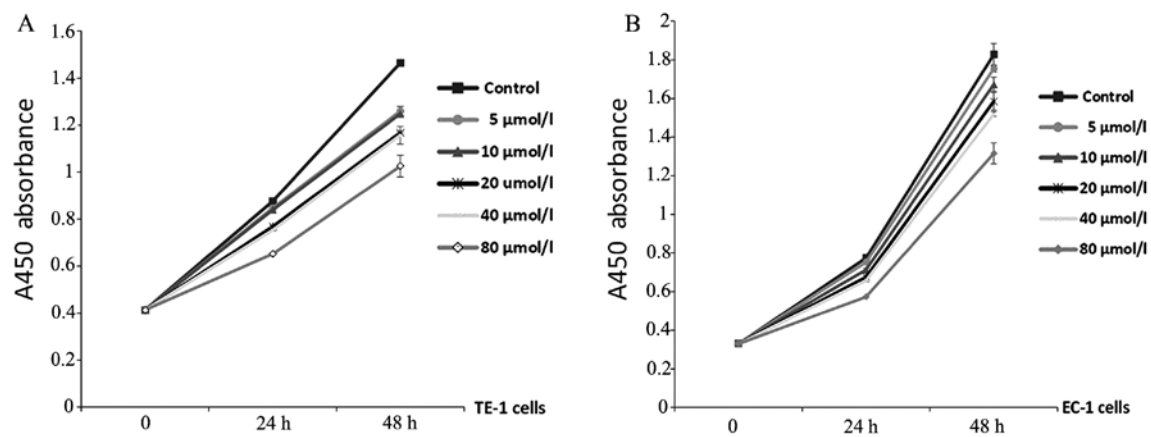 A
A450 absorbance
1.6
1.4
1.2
1
0.8
0.6
0.4
0.2
0
0
24 h
48 h
TE-1 cells
Control
5 μmol/l
10 μmol/l
20 umol/l
40 μmol/l
80 μmol/l
B
A450 absorbance
2
1.8
1.6
1.4
1.2
1
0.8
0.6
0.4
0.2
0
0
24 h
48 h
EC-1 cells
Control
5 μmol/l
10 μmol/l
20 μmol/l
40 μmol/l
80 μmol/l